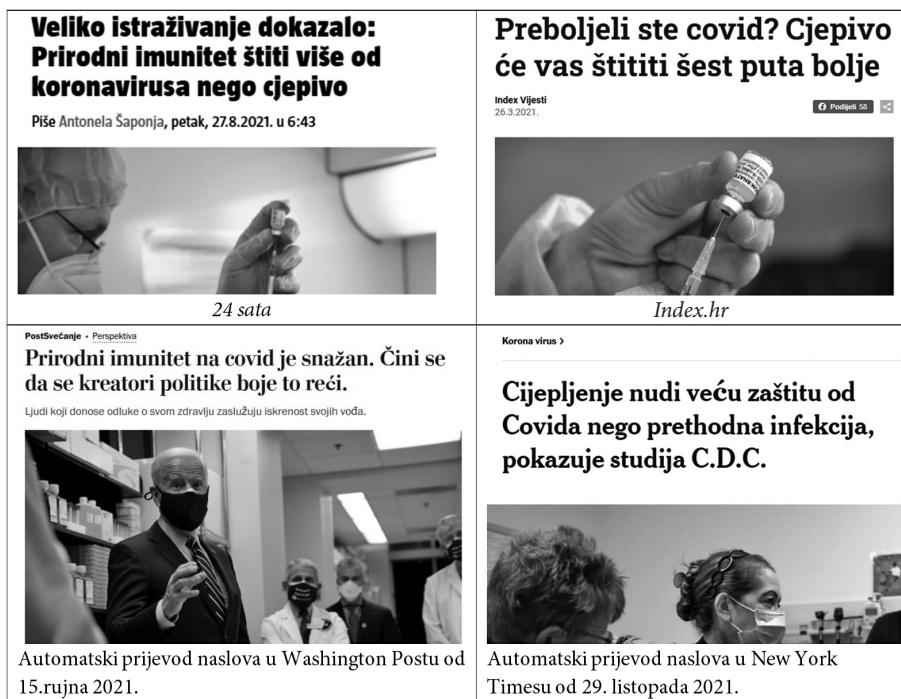 Veliko istraživanje dokazalo:
Prirodni imunitet štiti više od
koronavirusa nego cjepivo
Piše Antonela Šaponja, petak, 27.8.2021. u 6:43
24 sata
Preboljeli ste covid? Cjepivo
će vas štititi šest puta bolje
Index Vijesti
26.3.2021.
Podijeli 58
Index.hr
PostSvećanje • Perspektiva
Prirodni imunitet na covid je snažan. Čini se
da se kreatori politike boje to reći.
Ljudi koji donose odluke o svom zdravlju zaslužuju iskrenost svojih vođa.
Automatski prijevod naslova u Washington Postu od
15.rujna 2021.
Korona virus >
Cijepljenje nudi veću zaštitu od
Covida nego prethodna infekcija,
pokazuje studija C.D.C.
Automatski prijevod naslova u New York
Timesu od 29. listopada 2021.